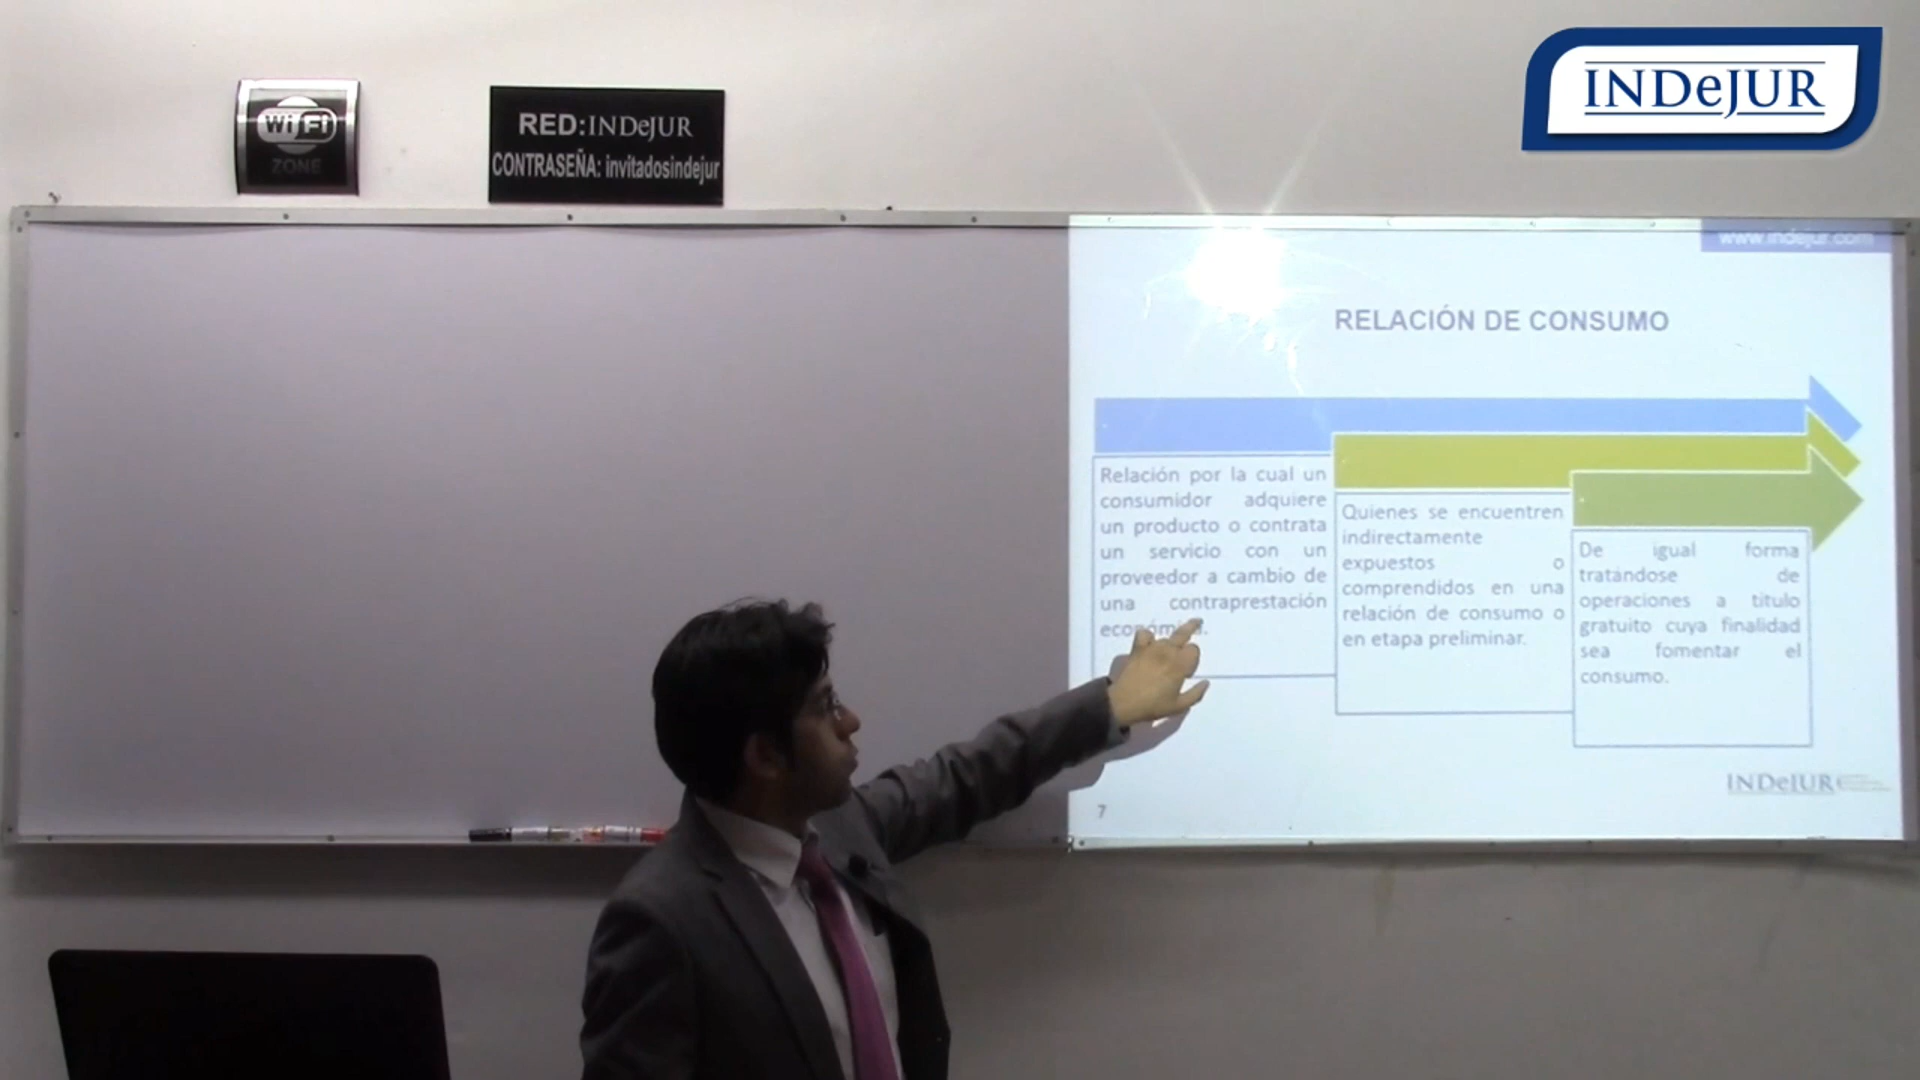 INDeJUR
WiFi
ZONE
RED:INDeJUR
CONTRASEÑA: invitadosindejur
www.indejur.com
RELACIÓN DE CONSUMO
Relación por la cual un
consumidor adquiere
un producto o contrata
un servicio con un
proveedor a cambio de
una contraprestación
económica.
Quienes se encuentren
indirectamente
expuestos o
comprendidos en una
relación de consumo o
en etapa preliminar.
De igual forma
tratándose de
operaciones a título
gratuito cuya finalidad
sea fomentar el
consumo.
INDeJUR
7